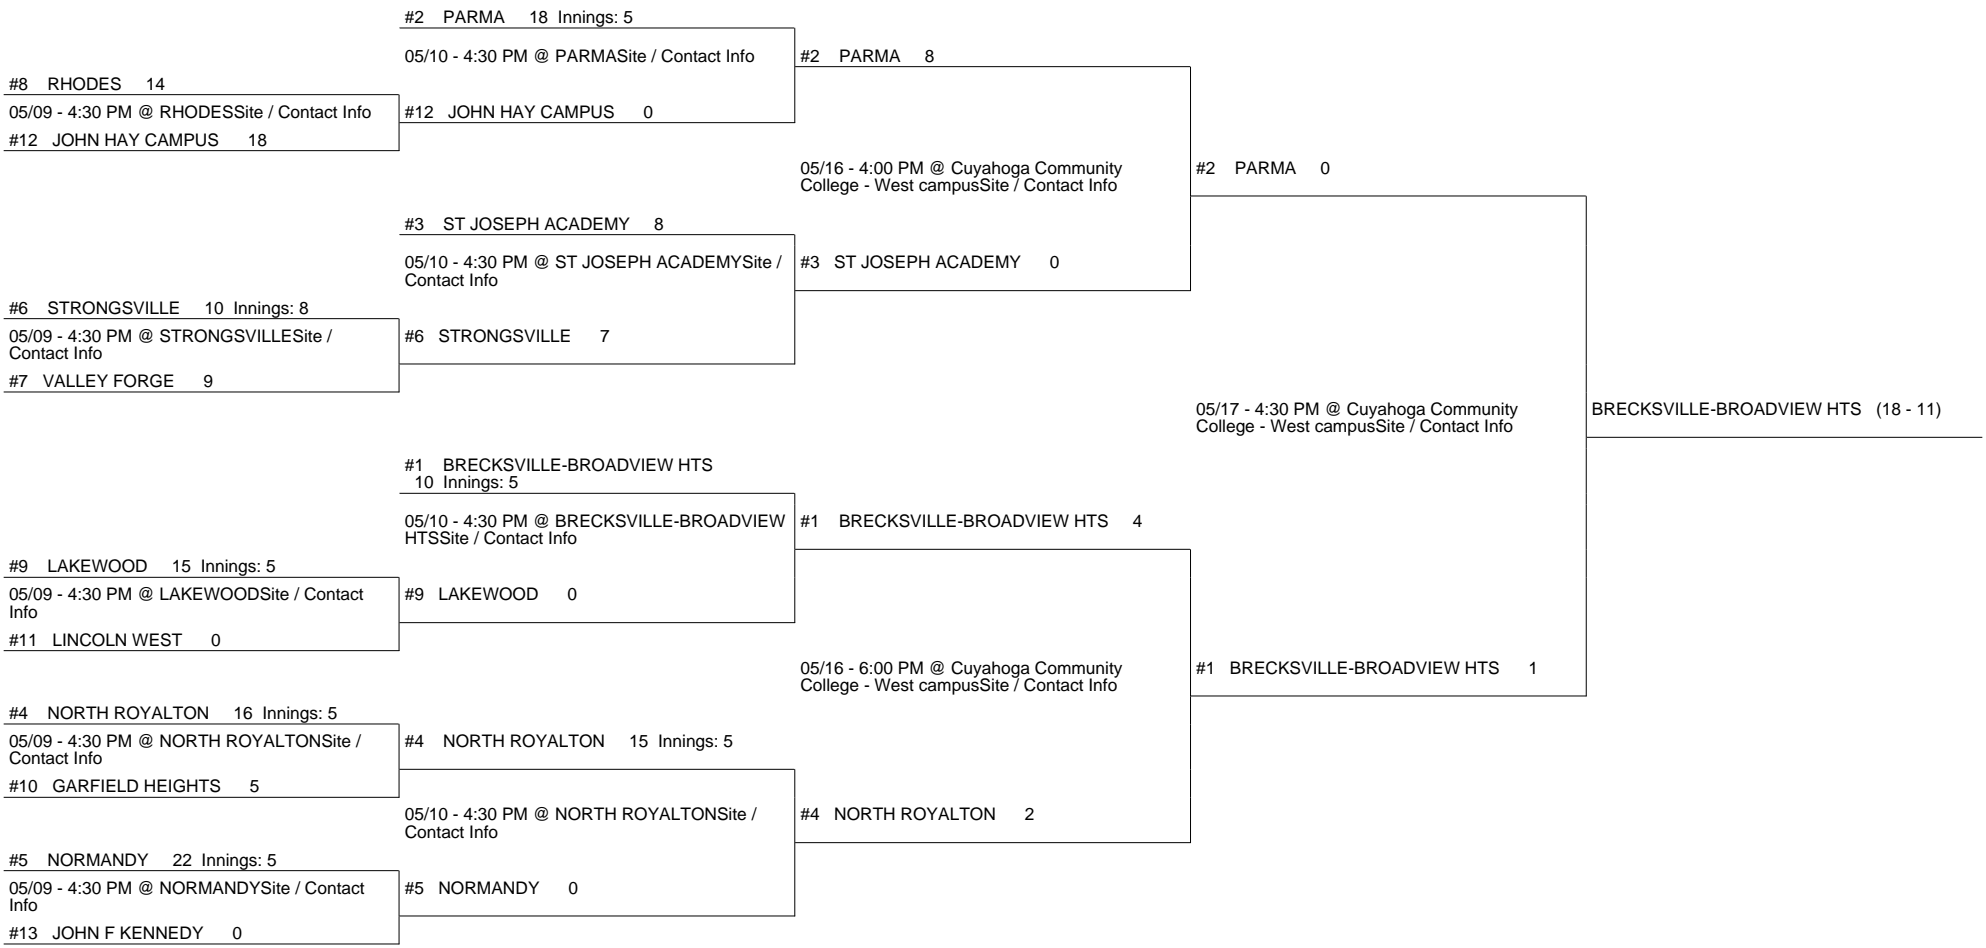 #2 PARMA 18 Innings: 5
05/10 - 4:30 PM @ PARMASite / Contact Info
#2 PARMA 8
#8 RHODES 14
05/09 - 4:30 PM @ RHODESSite / Contact Info
#12 JOHN HAY CAMPUS 0
#12 JOHN HAY CAMPUS 18
05/16 - 4:00 PM @ Cuyahoga Community
College - West campusSite / Contact Info
#2 PARMA 0
#3 ST JOSEPH ACADEMY 8
05/10 - 4:30 PM @ ST JOSEPH ACADEMYSite /
Contact Info
#3 ST JOSEPH ACADEMY 0
#6 STRONGSVILLE 10 Innings: 8
05/09 - 4:30 PM @ STRONGSVILLESite /
Contact Info
#6 STRONGSVILLE 7
#7 VALLEY FORGE 9
05/17 - 4:30 PM @ Cuyahoga Community
College - West campusSite / Contact Info
BRECKSVILLE-BROADVIEW HTS (18 - 11)
#1 BRECKSVILLE-BROADVIEW HTS
10 Innings: 5
05/10 - 4:30 PM @ BRECKSVILLE-BROADVIEW
HTSSite / Contact Info
#1 BRECKSVILLE-BROADVIEW HTS 4
#9 LAKEWOOD 15 Innings: 5
05/09 - 4:30 PM @ LAKEWOODSite / Contact
Info
#9 LAKEWOOD 0
#11 LINCOLN WEST 0
05/16 - 6:00 PM @ Cuyahoga Community
College - West campusSite / Contact Info
#1 BRECKSVILLE-BROADVIEW HTS 1
#4 NORTH ROYALTON 16 Innings: 5
05/09 - 4:30 PM @ NORTH ROYALTONSite /
Contact Info
#4 NORTH ROYALTON 15 Innings: 5
#10 GARFIELD HEIGHTS 5
05/10 - 4:30 PM @ NORTH ROYALTONSite /
Contact Info
#4 NORTH ROYALTON 2
#5 NORMANDY 22 Innings: 5
05/09 - 4:30 PM @ NORMANDYSite / Contact
Info
#5 NORMANDY 0
#13 JOHN F KENNEDY 0